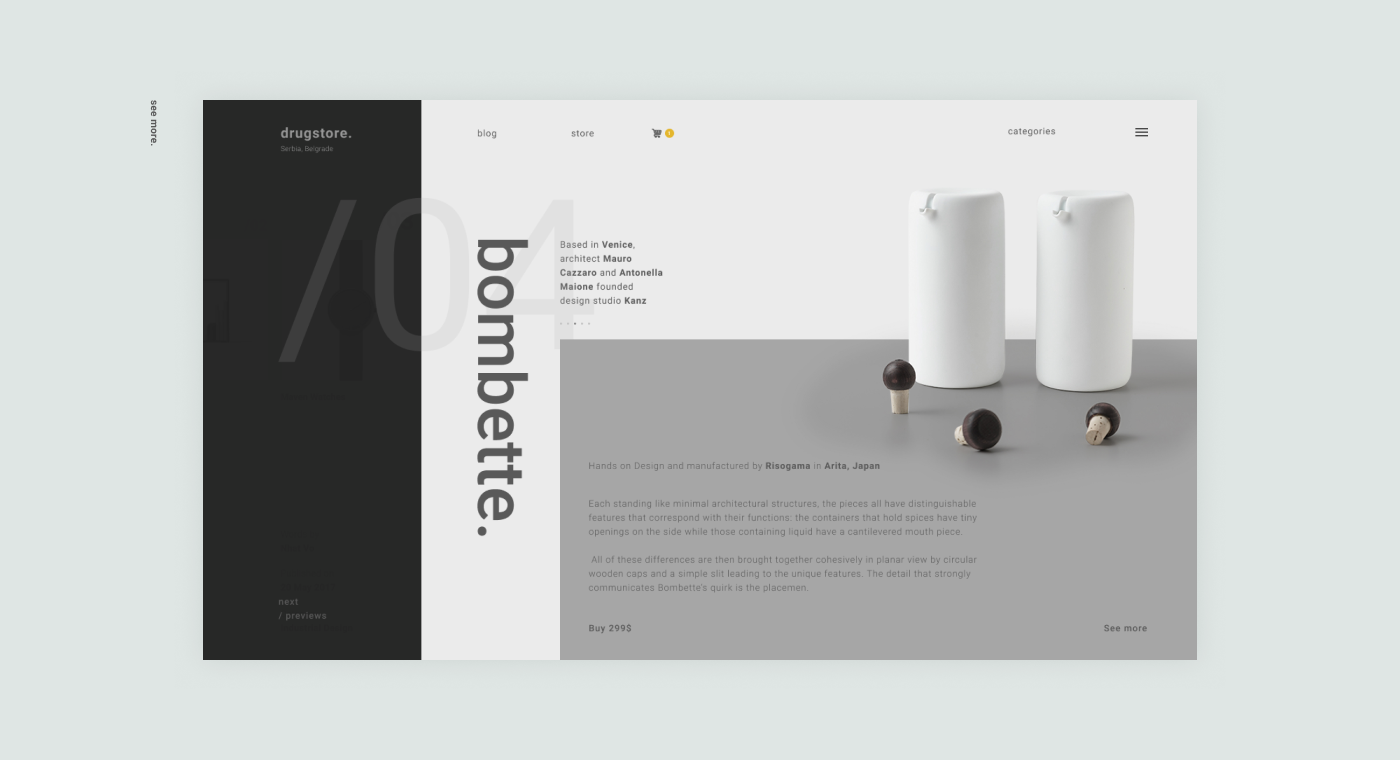 see more.
drugstore.
Serbia, Belgrade
blog
store
categories
/04
bombette.
Based in Venice,
architect Mauro
Cazzaro and Antonella
Maione founded
design studio Kanz
Hands on Design and manufactured by Risogama in Arita, Japan
Each standing like minimal architectural structures, the pieces all have distinguishable
features that correspond with their functions: the containers that hold spices have tiny
openings on the side while those containing liquid have a cantilevered mouth piece.
All of these differences are then brought together cohesively in planar view by circular
wooden caps and a simple slit leading to the unique features. The detail that strongly
communicates Bombette's quirk is the placemen.
next
/ previews
Buy 299$
See more